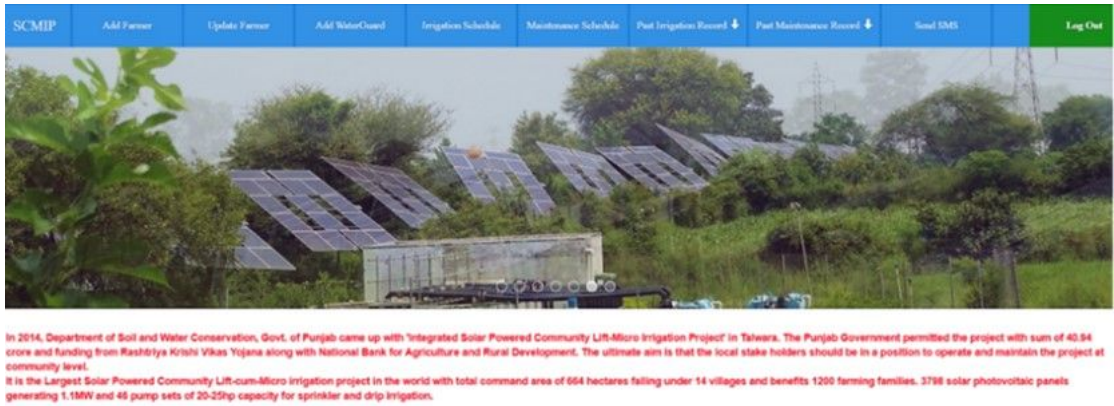 SCMIP Add Farmer Update Farmer Add WaterGuard Irrigation Schedule Maintenance Schedule Past Irrigation Record Past Maintenance Record Send SMS Log Out
In 2014, Department of Soil and Water Conservation, Govt. of Punjab came up with 'Integrated Solar Powered Community Lift-Micro Irrigation Project' in Talwara. The Punjab Government permitted the project with sum of 40.94
crore and funding from Rashtriya Krishi Vikas Yojana along with National Bank for Agriculture and Rural Development. The ultimate aim is that the local stake holders should be in a position to operate and maintain the project at
community level.
It is the Largest Solar Powered Community Lift-cum-Micro irrigation project in the world with total command area of 664 hectares falling under 14 villages and benefits 1200 farming families. 3798 solar photovoltaic panels
generating 1.1MW and 46 pump sets of 20-25hp capacity for sprinkler and drip irrigation.